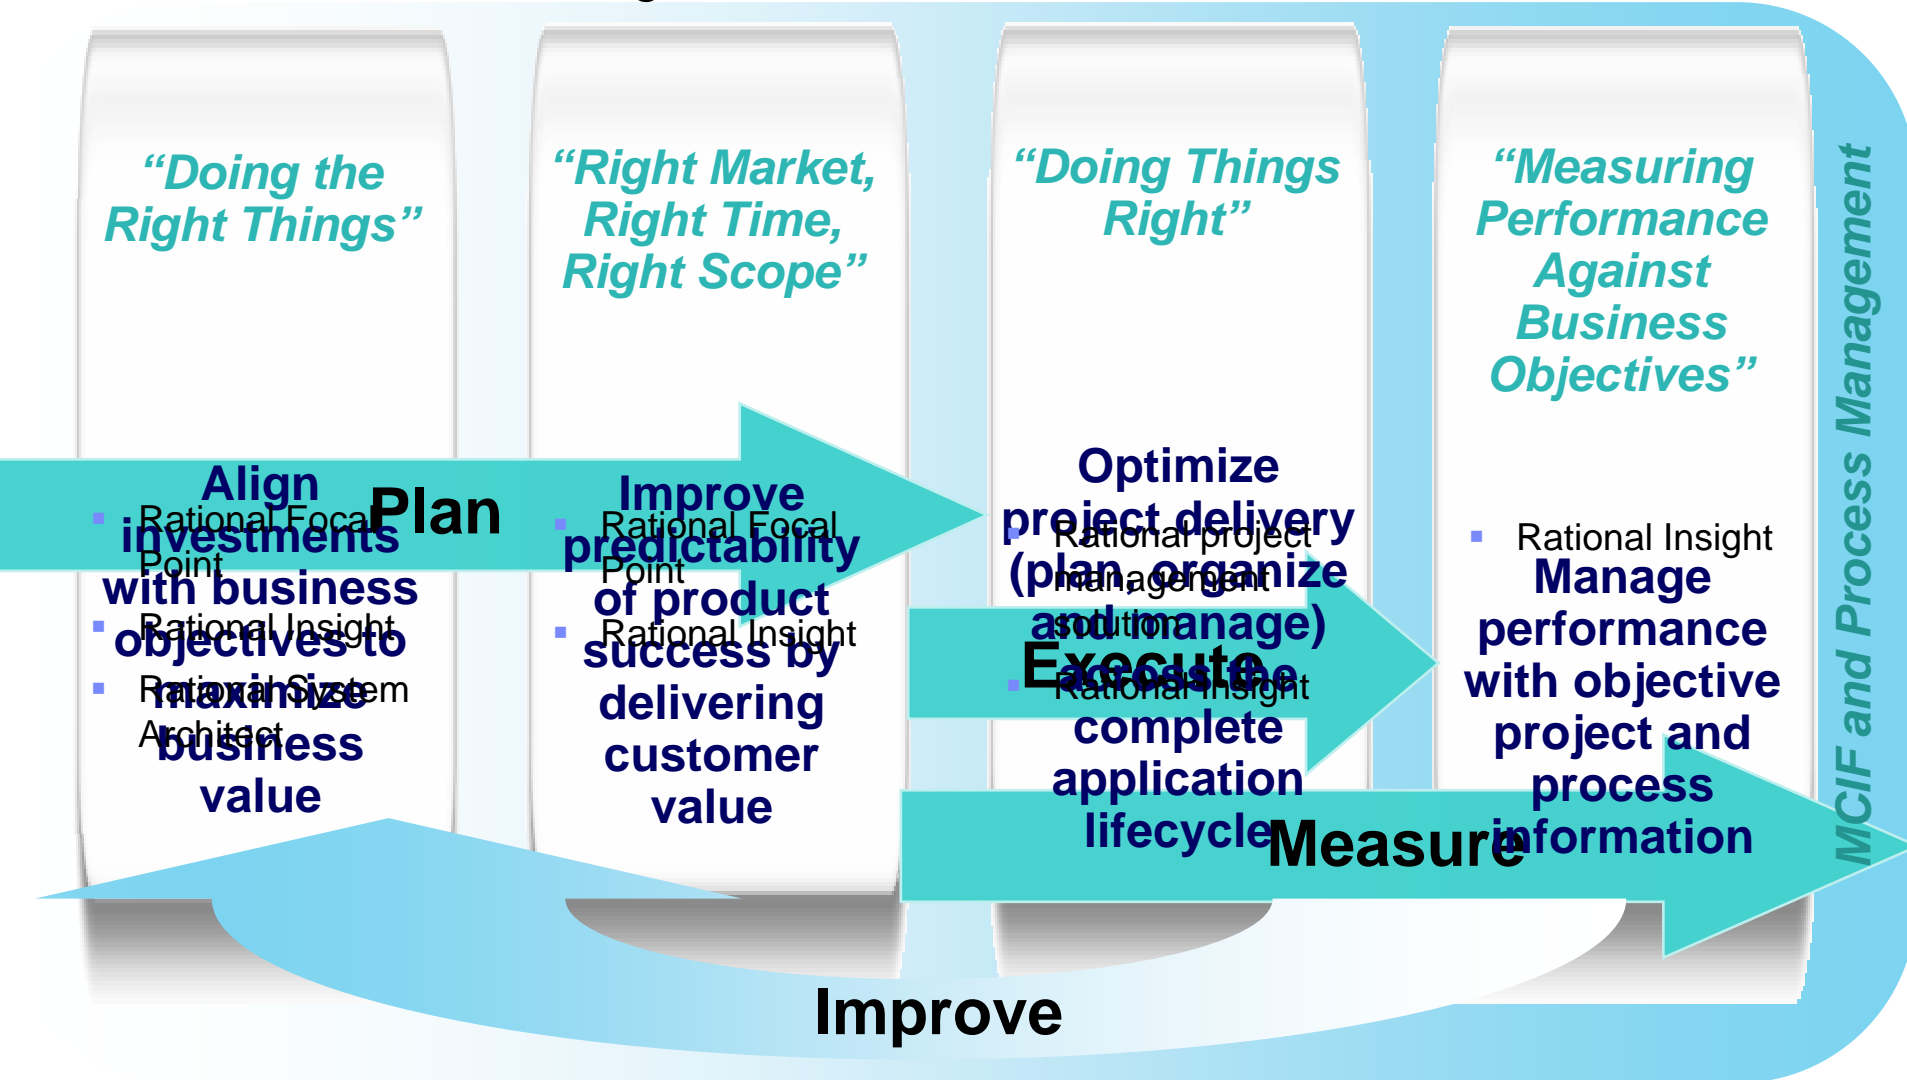 “Doing the
Right Things”
“Right Market,
Right Time,
Right Scope”
“Doing Things
Right”
“Measuring
Performance
Against
Business
Objectives”
MCIF and Process Management
Align
investments
with business
objectives to
maximize
business
value
Rational Focal
Point
Rational Insight
Rational System
Architect
Plan
Improve
predictability
of product
success by
delivering
customer
value
Rational Focal
Point
Rational Insight
Optimize
project delivery
(plan, organize
and manage)
across the
complete
application
lifecycle
Rational project
management
solution
Rational Insight
Execute
Rational Insight
Manage
performance
with objective
project and
process
information
Measure
Improve